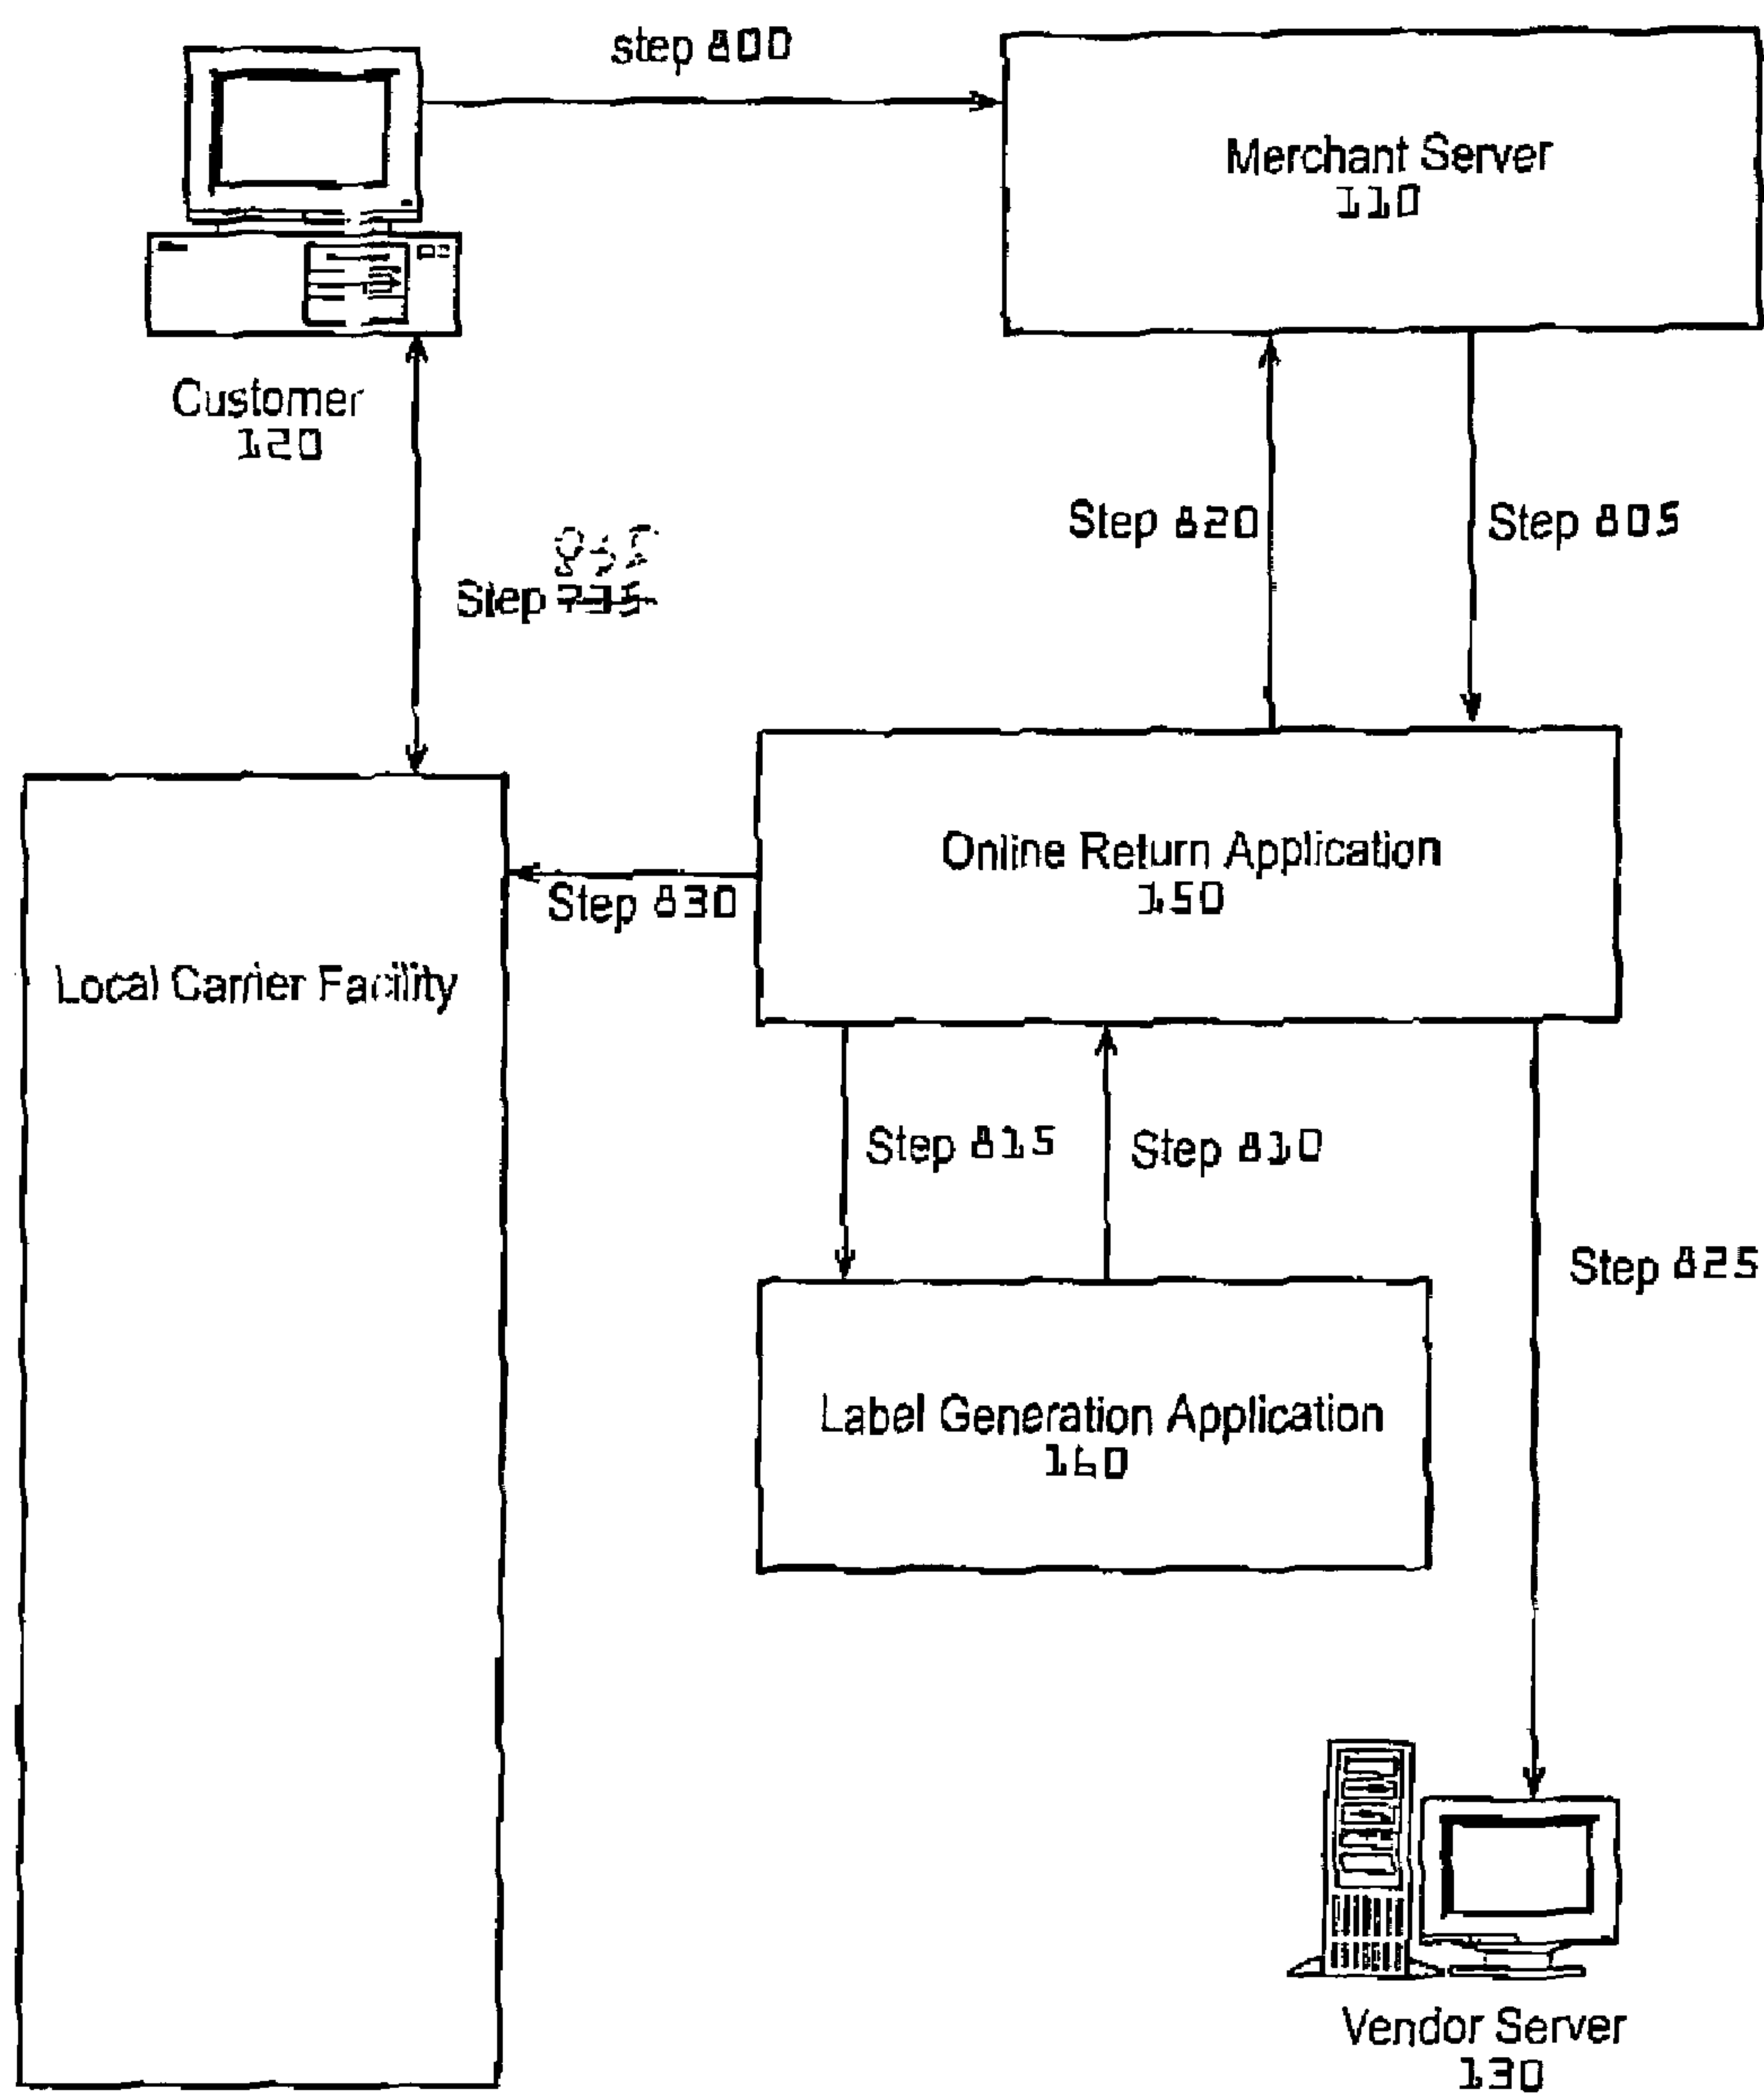 step 800
Merchant Server
110
Customer
120
Step 820
Step 805
Step 735
Online Return Application
150
Step 830
Local Carrier Facility
Step 815
Step 810
Step 825
Label Generation Application
160
Vendor Server
130